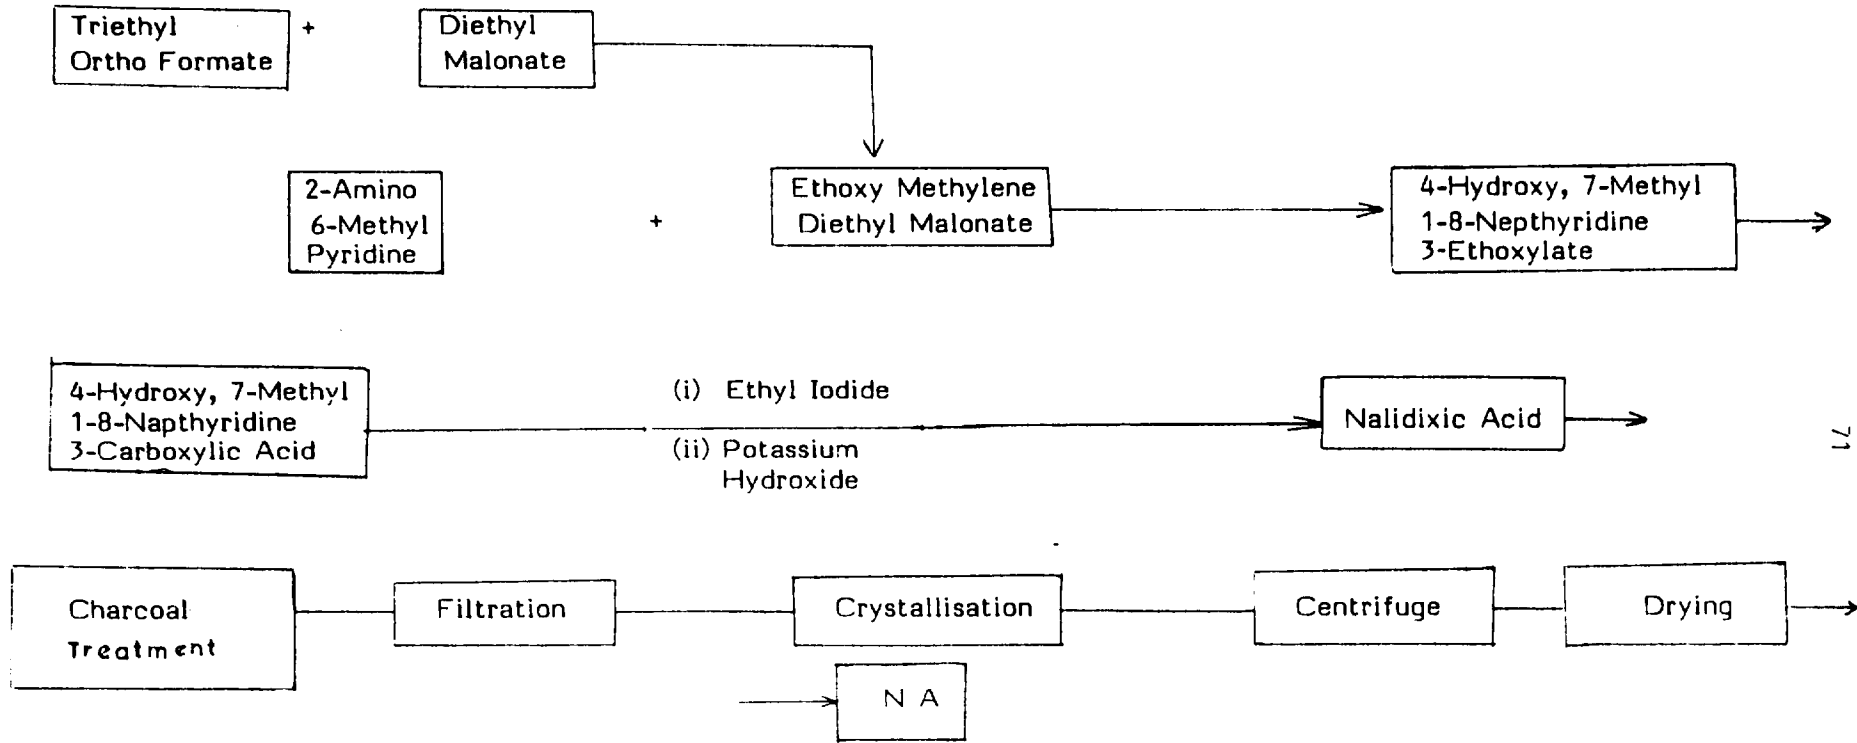 Triethyl
Ortho Formate
+
Diethyl
Malonate
2-Amino
6-Methyl
Pyridine
+
Ethoxy Methylene
Diethyl Malonate
4-Hydroxy, 7-Methyl
1-8-Nepthyridine
3-Ethoxylate
4-Hydroxy, 7-Methyl
1-8-Napthyridine
3-Carboxylic Acid
(i) Ethyl Iodide
(ii) Potassium
Hydroxide
Nalidixic Acid
71
Charcoal
Treatment
Filtration
Crystallisation
Centrifuge
Drying
N A